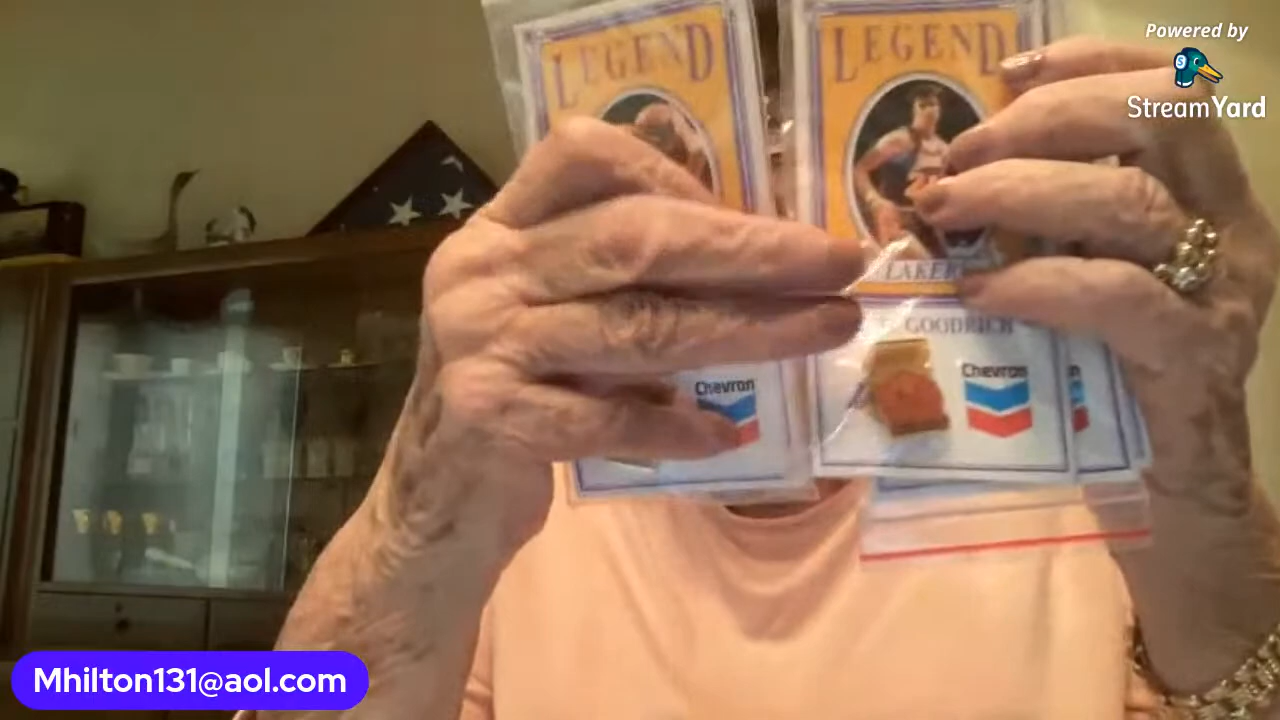 Powered by
StreamYard
LEGEND
LEGEND
LAKERS
GOODRICH
Chevron
Chevron
Mhilton131@aol.com